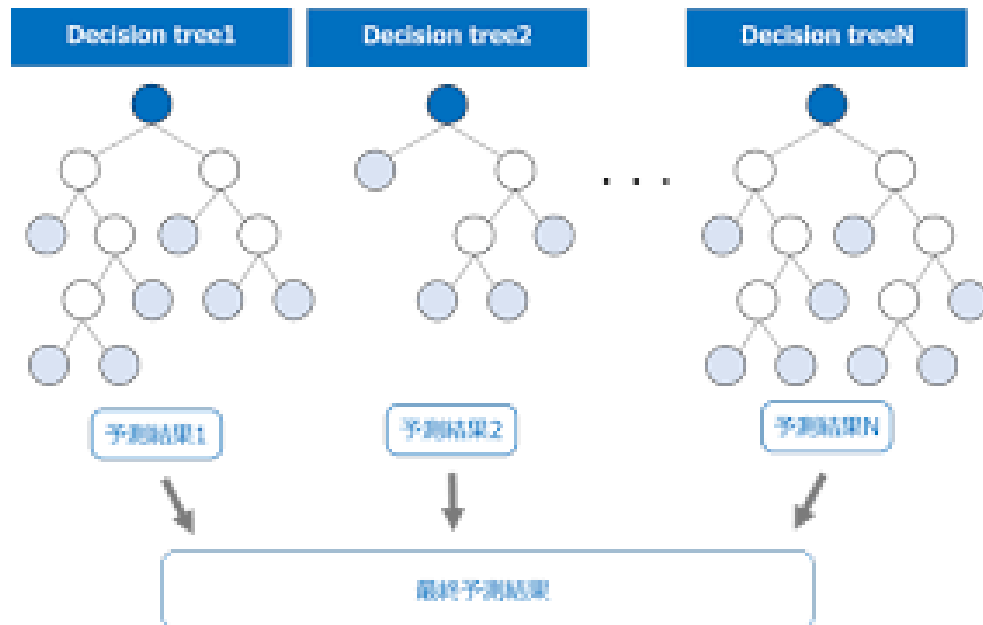 Decision tree1
Decision tree2
Decision treeN
. . .
予測結果1
予測結果2
予測結果N
最終予測結果